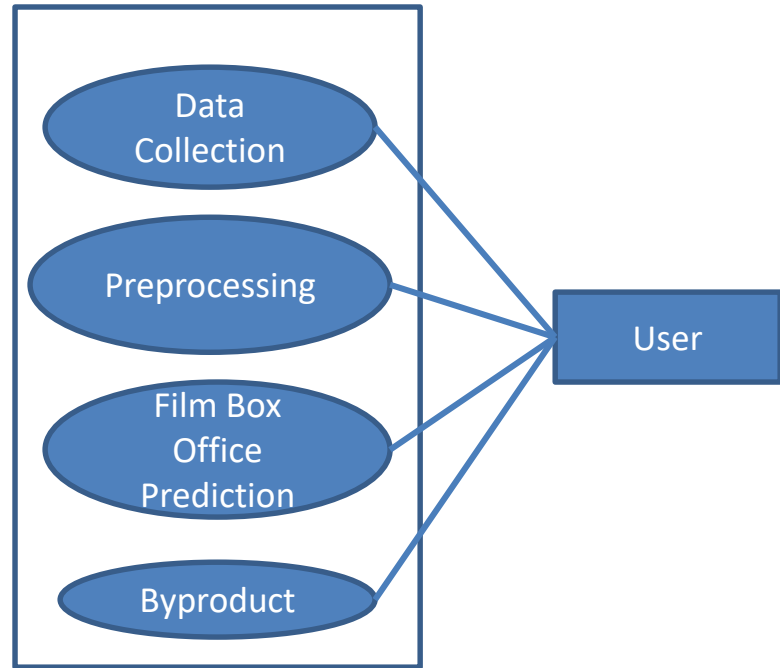 Data
Collection
Preprocessing
Film Box
Office
Prediction
Byproduct
User